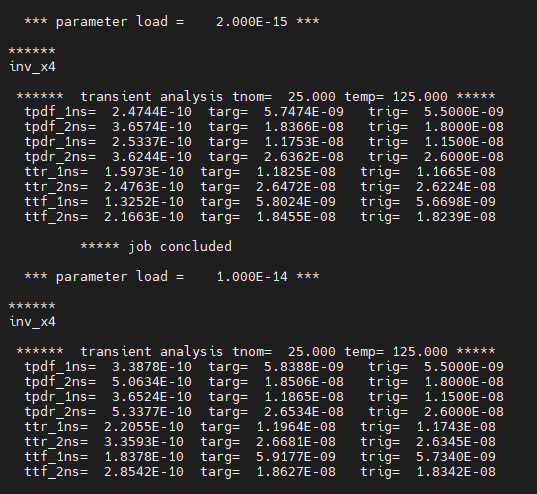 *** parameter load =    2.000E-15 ***
******
inv_x4
******  transient analysis tnom=  25.000 temp= 125.000 *****
tpdf_1ns=  2.4744E-10  targ=  5.7474E-09   trig=  5.5000E-09
tpdf_2ns=  3.6574E-10  targ=  1.8366E-08   trig=  1.8000E-08
tpdr_1ns=  2.5337E-10  targ=  1.1753E-08   trig=  1.1500E-08
tpdr_2ns=  3.6244E-10  targ=  2.6362E-08   trig=  2.6000E-08
ttr_1ns=  1.5973E-10  targ=  1.1825E-08   trig=  1.1665E-08
ttr_2ns=  2.4763E-10  targ=  2.6472E-08   trig=  2.6224E-08
ttf_1ns=  1.3252E-10  targ=  5.8024E-09   trig=  5.6698E-09
ttf_2ns=  2.1663E-10  targ=  1.8455E-08   trig=  1.8239E-08
***** job concluded
*** parameter load =    1.000E-14 ***
******
inv_x4
******  transient analysis tnom=  25.000 temp= 125.000 *****
tpdf_1ns=  3.3878E-10  targ=  5.8388E-09   trig=  5.5000E-09
tpdf_2ns=  5.0634E-10  targ=  1.8506E-08   trig=  1.8000E-08
tpdr_1ns=  3.6524E-10  targ=  1.1865E-08   trig=  1.1500E-08
tpdr_2ns=  5.3377E-10  targ=  2.6534E-08   trig=  2.6000E-08
ttr_1ns=  2.2055E-10  targ=  1.1964E-08   trig=  1.1743E-08
ttr_2ns=  3.3593E-10  targ=  2.6681E-08   trig=  2.6345E-08
ttf_1ns=  1.8378E-10  targ=  5.9177E-09   trig=  5.7340E-09
ttf_2ns=  2.8542E-10  targ=  1.8627E-08   trig=  1.8342E-08